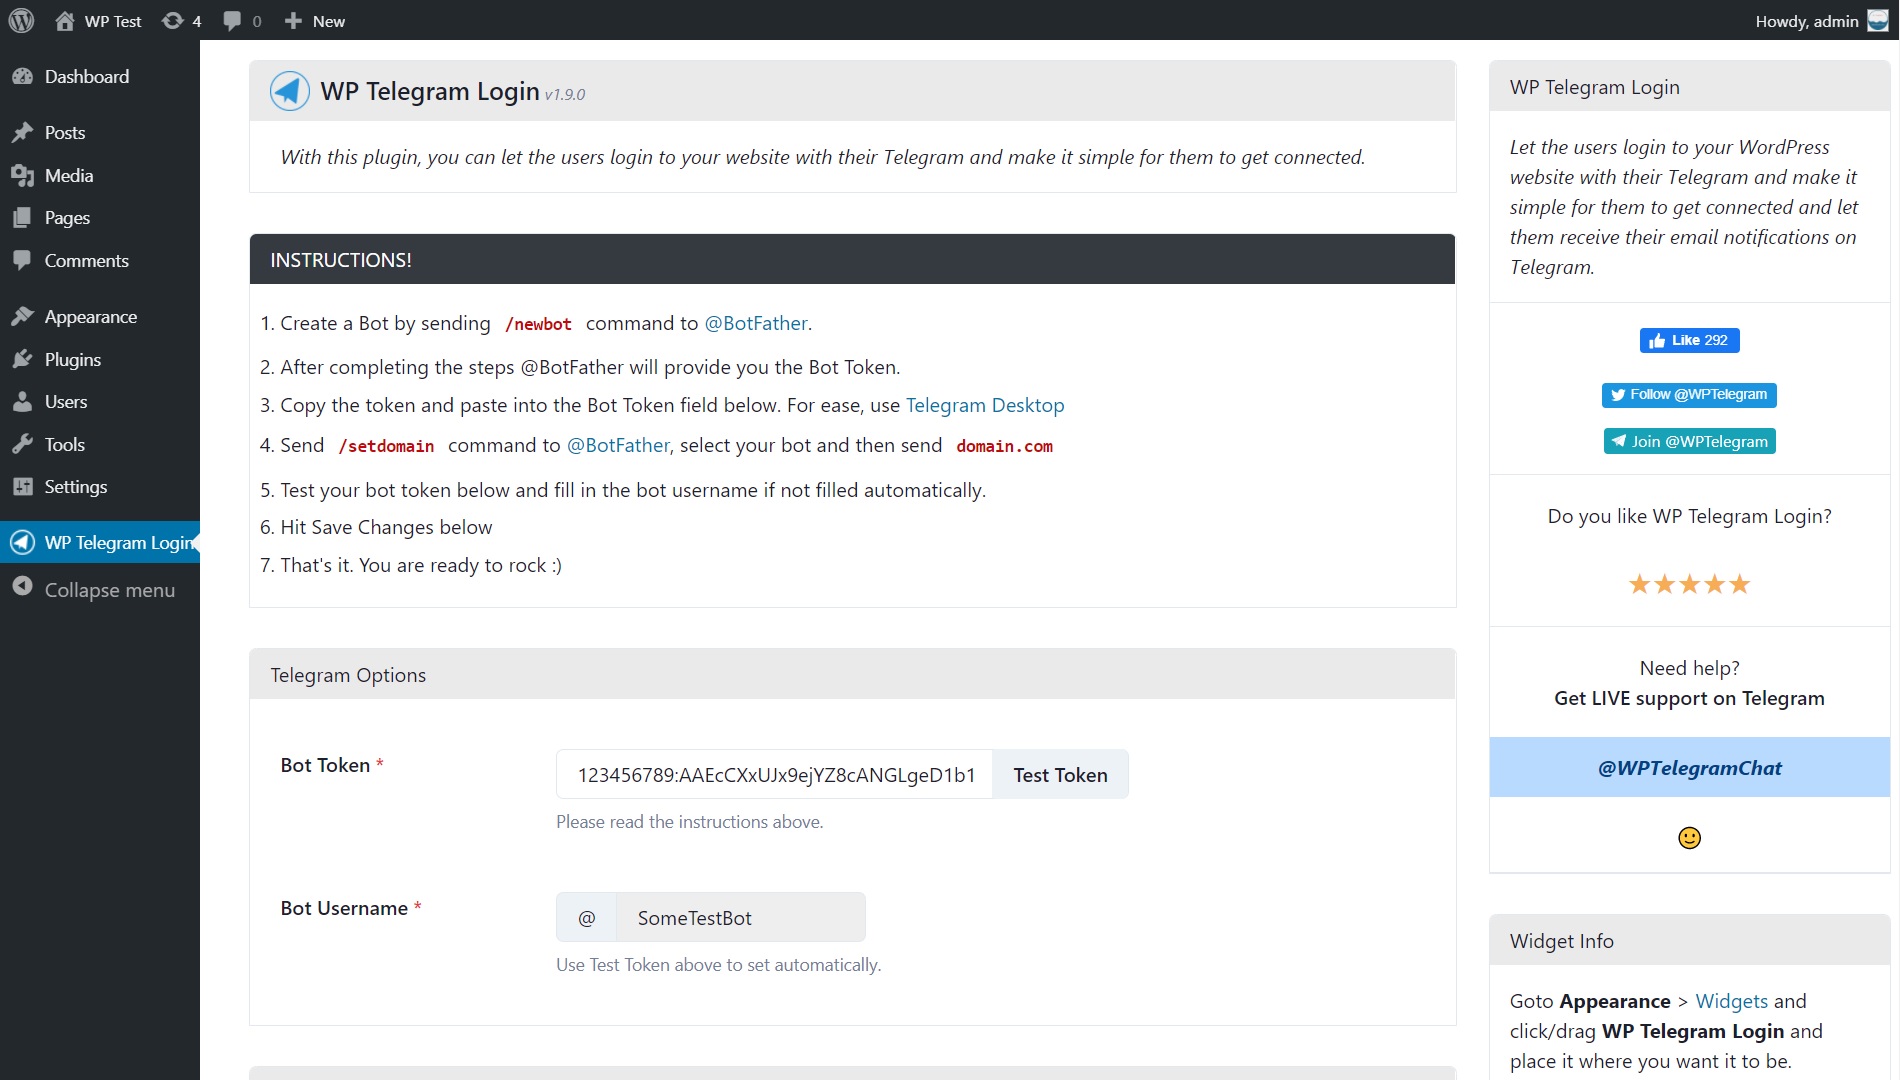 WP Test 4 0 New Howdy, admin
Dashboard
Posts
Media
Pages
Comments
Appearance
Plugins
Users
Tools
Settings
WP Telegram Login
Collapse menu
WP Telegram Login v1.9.0
With this plugin, you can let the users login to your website with their Telegram and make it simple for them to get connected.
INSTRUCTIONS!
1. Create a Bot by sending /newbot command to @BotFather.
2. After completing the steps @BotFather will provide you the Bot Token.
3. Copy the token and paste into the Bot Token field below. For ease, use Telegram Desktop
4. Send /setdomain command to @BotFather, select your bot and then send domain.com
5. Test your bot token below and fill in the bot username if not filled automatically.
6. Hit Save Changes below
7. That's it. You are ready to rock :)
Telegram Options
Bot Token *
123456789:AAEcCXxUJx9ejYZ8cANGLgeD1b1 Test Token
Please read the instructions above.
Bot Username *
@ SomeTestBot
Use Test Token above to set automatically.
WP Telegram Login
Let the users login to your WordPress
website with their Telegram and make it
simple for them to get connected and let
them receive their email notifications on
Telegram.
Like 292
Follow @WPTelegram
Join @WPTelegram
Do you like WP Telegram Login?
★★★★★
Need help?
Get LIVE support on Telegram
@WPTelegramChat
Widget Info
Goto Appearance > Widgets and
click/drag WP Telegram Login and
place it where you want it to be.